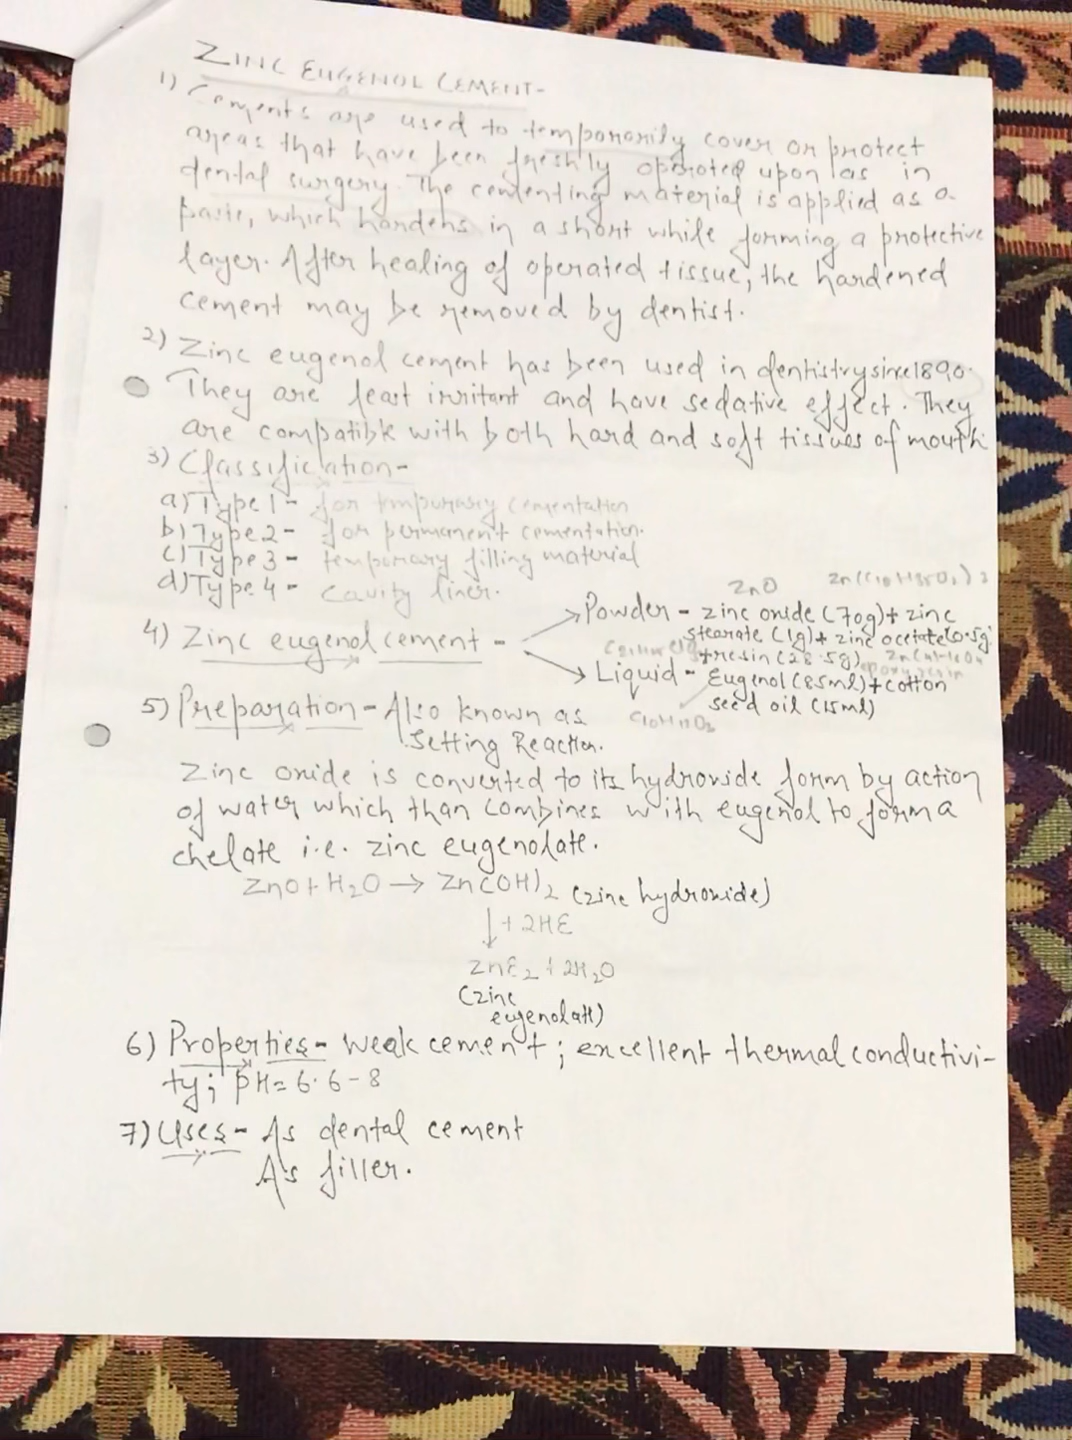 ZINC EUGENOL CEMENT-
1) Cements are used to temporarily cover or protect
areas that have been freshly operated upon as in
dental surgery. The cementing material is applied as a
paste, which hardens in a short while forming a protective
layer. After healing of operated tissue, the hardened
cement may be removed by dentist.
2) Zinc eugenol cement has been used in dentistry since 1890.
They are least irritant and have sedative effect. They
are compatible with both hard and soft tissues of mouth
3) Classification-
a) Type 1 - for temporary cementation
b) Type 2 - for permanent cementation.
c) Type 3 - temporary filling material
d) Type 4 - cavity liner.
ZnO
4) Zinc eugenol cement -
→ Powder - zinc oxide (70g) + zinc
stearate (1g) + zinc acetate (0.5g)
+ resin (28.5g)
epoxy resin
→ Liquid - Eugenol (85ml) + cotton
seed oil (15ml)
5) Preparation - Also known as
Setting Reaction.
Zinc oxide is converted to its hydroxide form by action
of water which than combines with eugenol to form a
chelate i.e. zinc eugenolate.
ZnO + H2O → Zn(OH)2 (zinc hydroxide)
↓ + 2HE
ZnE2 + 2H2O
(zinc
eugenolate)
6) Properties - Weak cement; excellent thermal conductivi-
ty; pH = 6.6-8
7) Uses - As dental cement
As filler.